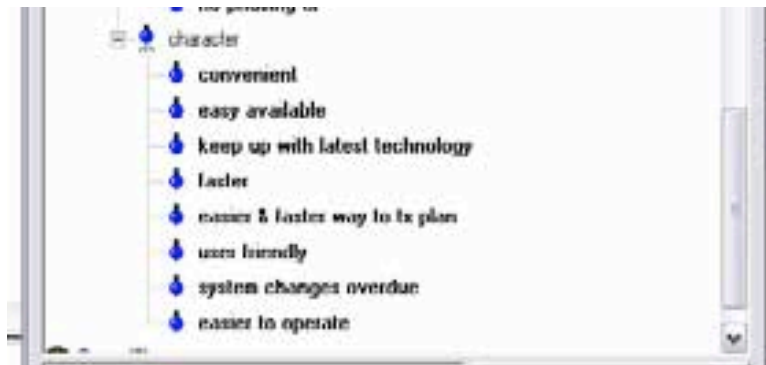 character
convenient
easy available
keep up with latest technology
faster
easier & faster way to tx plan
user friendly
system changes overdue
easier to operate